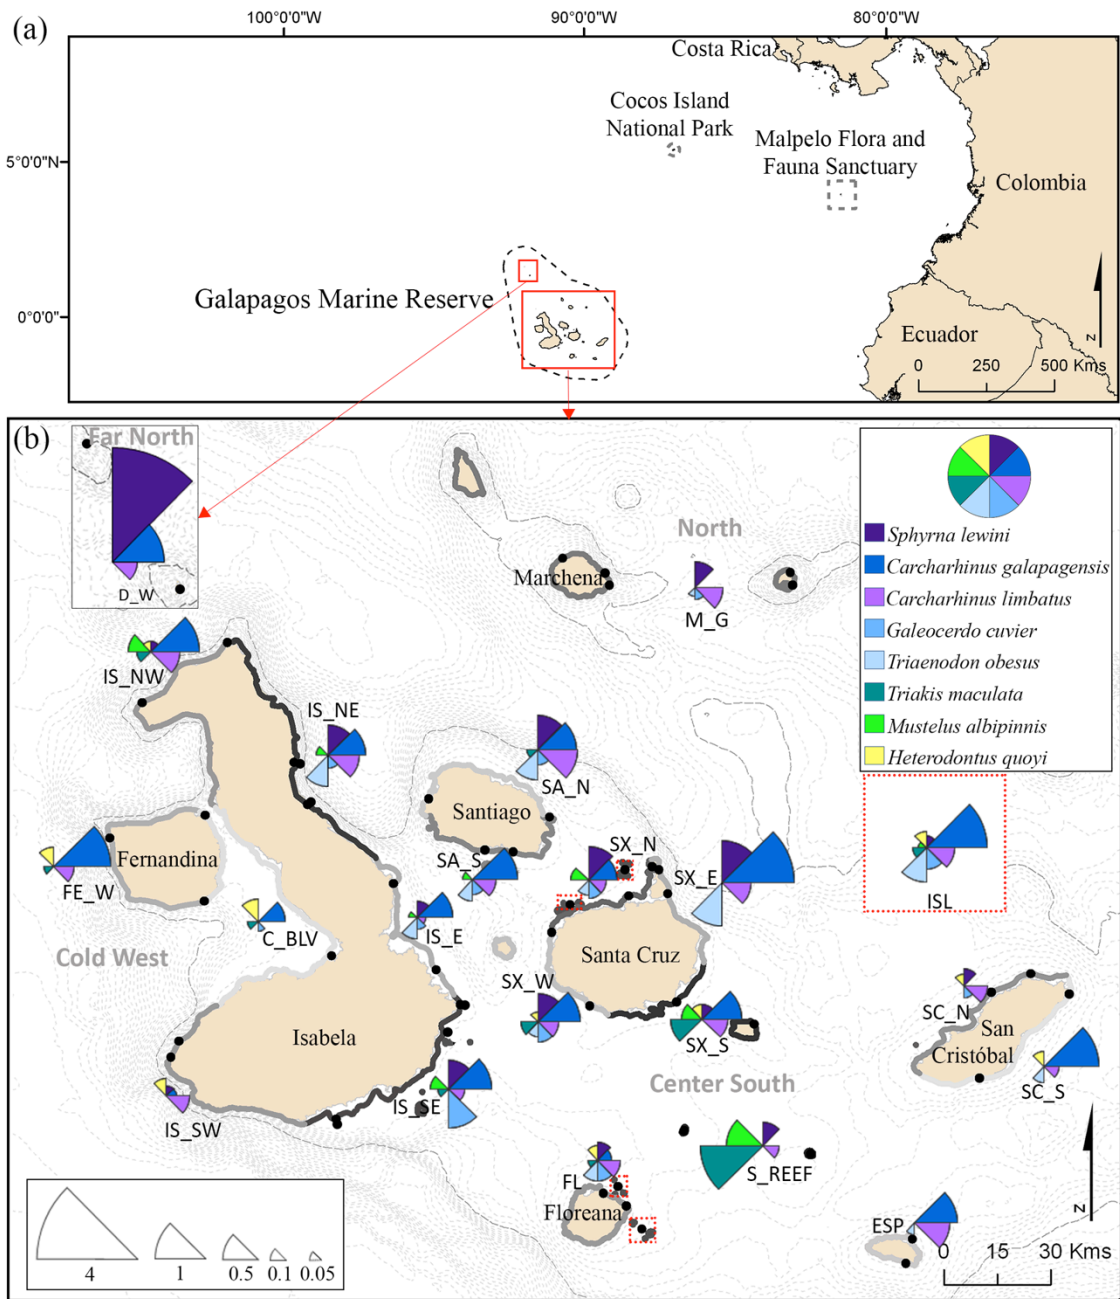 100°0'0"W
90°0'0"W
80°0'0"W
(a)
Costa Rica
Cocos Island
National Park
Malpelo Flora and
Fauna Sanctuary
5°0'0"N
Colombia
Galapagos Marine Reserve
0°0'0"
Ecuador
N
0 250 500 Kms
(b)
Far North
D_W
North
Marchena
M_G
Sphyrna lewini
Carcharhinus galapagensis
Carcharhinus limbatus
Galeocerdo cuvier
Triaenodon obesus
Triakis maculata
Mustelus albipinnis
Heterodontus quoyi
IS_NW
IS_NE
SA_N
Santiago
SA_S
SX_N
SX_E
ISL
Fernandina
FE_W
C_BLV
IS_E
Cold West
Santa Cruz
SX_W
SX_S
SC_N
San
Cristóbal
SC_S
Isabela
Center South
IS_SE
IS_SW
S_REEF
FL
Floreana
ESP
N
0 15 30 Kms
4 1 0.5 0.1 0.05